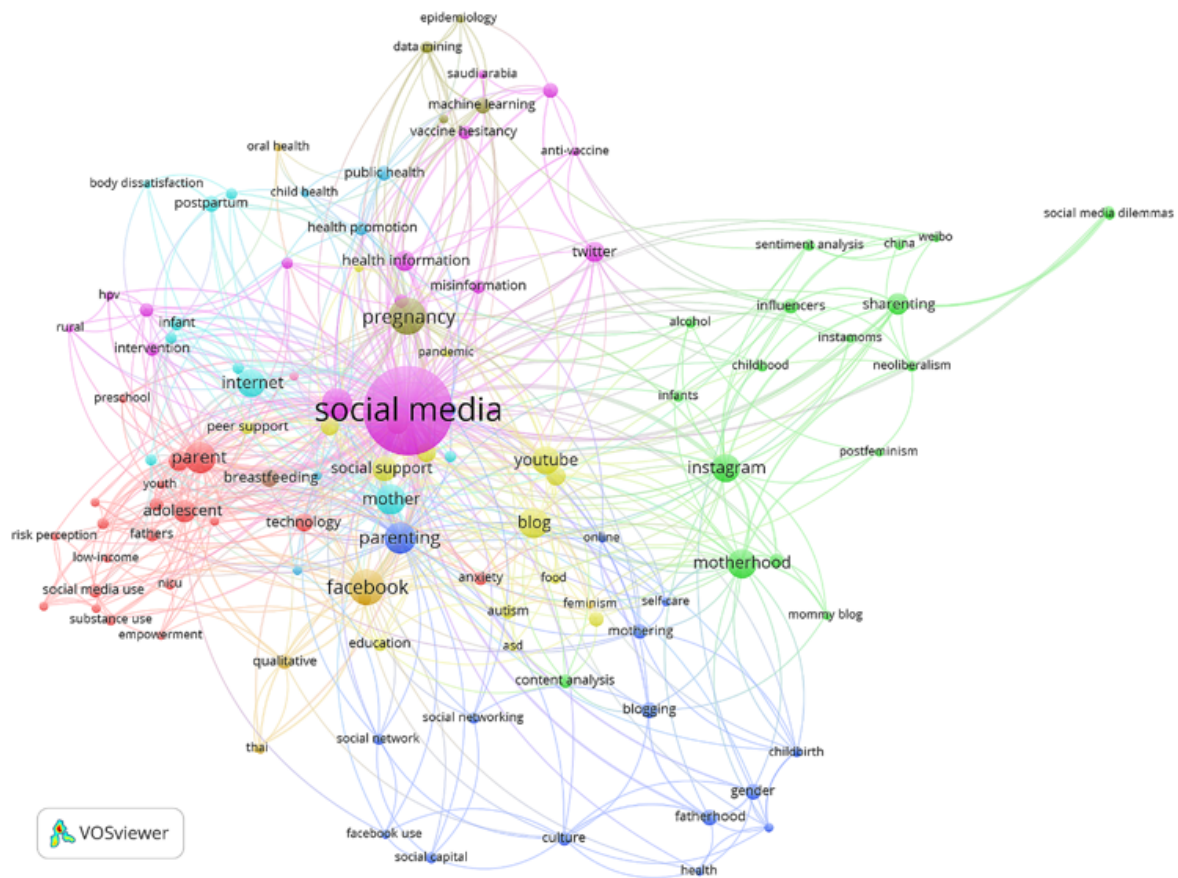 epidemiology
data mining
saudi arabia
machine learning
vaccine hesitancy
anti-vaccine
oral health
public health
body dissatisfaction
child health
postpartum
social media dilemmas
health promotion
weibo
sentiment analysis
china
twitter
health information
misinformation
hpv
influencers
sharenting
pregnancy
infant
alcohol
rural
instamoms
intervention
pandemic
childhood
neoliberalism
internet
preschool
infants
social media
peer support
postfeminism
parent
youtube
social support
instagram
breastfeeding
youth
mother
adolescent
technology
blog
risk perception
fathers
parenting
online
low-income
motherhood
anxiety
food
nicu
facebook
social media use
self-care
feminism
autism
mommy blog
substance use
mothering
empowerment
education
asd
qualitative
content analysis
blogging
social networking
social network
thai
childbirth
gender
fatherhood
facebook use
culture
social capital
health
VOSviewer